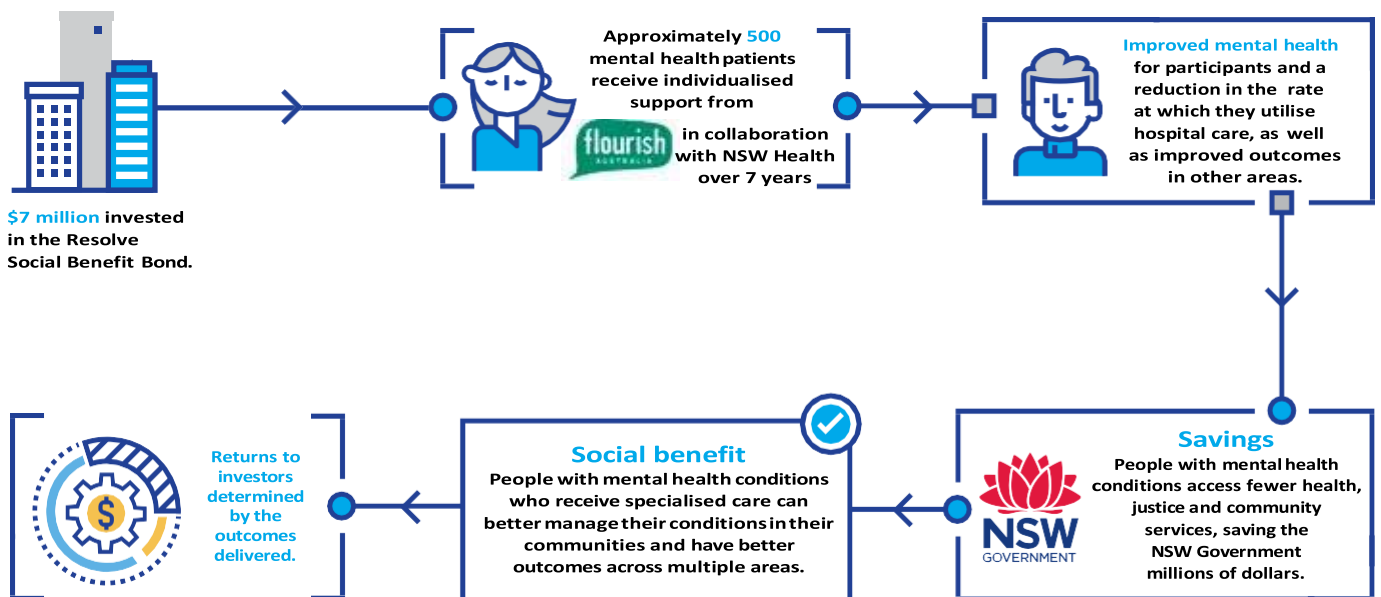 $7 million invested
in the Resolve
Social Benefit Bond.
Approximately 500
mental health patients
receive individualised
support from
flourish
AUSTRALIA
in collaboration
with NSW Health
over 7 years
Improved mental health
for participants and a
reduction in the rate
at which they utilise
hospital care, as well
as improved outcomes
in other areas.
Savings
People with mental health
conditions access fewer health,
justice and community
services, saving the
NSW Government
millions of dollars.
NSW
GOVERNMENT
Social benefit
People with mental health conditions
who receive specialised care can
better manage their conditions in their
communities and have better
outcomes across multiple areas.
Returns to
investors
determined
by the
outcomes
delivered.
$